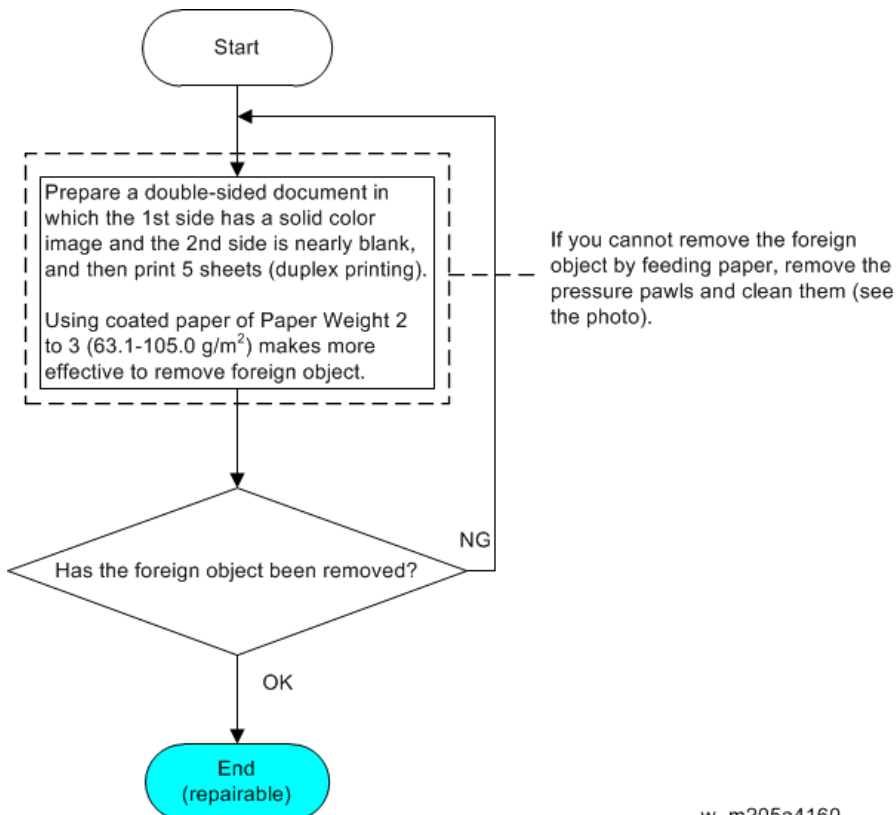 Start
Prepare a double-sided document in
which the 1st side has a solid color
image and the 2nd side is nearly blank,
and then print 5 sheets (duplex printing).
Using coated paper of Paper Weight 2
to 3 (63.1-105.0 g/m²) makes more
effective to remove foreign object.
If you cannot remove the foreign
object by feeding paper, remove the
pressure pawls and clean them (see
the photo).
Has the foreign object been removed?
NG
OK
End
(repairable)